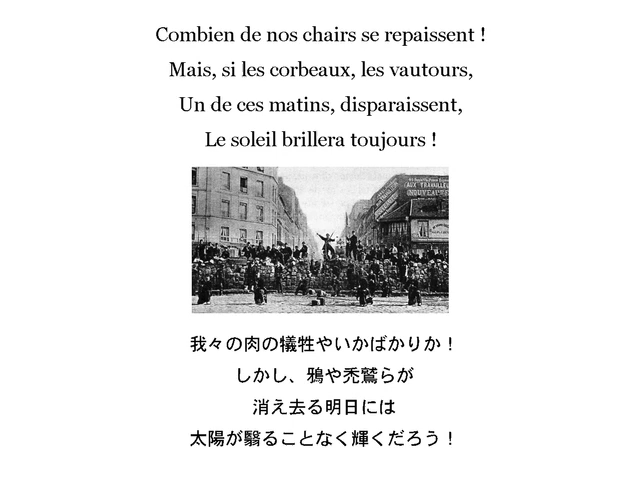 Combien de nos chairs se repaissent !
Mais, si les corbeaux, les vautours,
Un de ces matins, disparaissent,
Le soleil brillera toujours !
AUX TRAVAILLEURS
NOUVEAUTÉS
我々の肉の犠牲やいかばかりか！
しかし、鴉や禿鷲らが
消え去る明日には
太陽が翳ることなく輝くだろう！